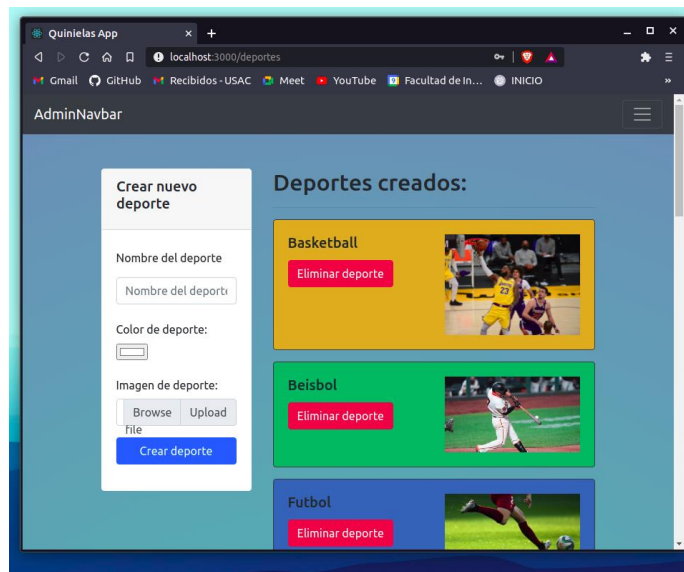 Quinielas App
localhost:3000/deportes
Gmail GitHub Recibidos - USAC Meet YouTube Facultad de In... INICIO »
AdminNavbar
Crear nuevo
deporte
Nombre del deporte
Nombre del deporte
Color de deporte:
Imagen de deporte:
Browse Upload
file
Crear deporte
Deportes creados:
Basketball
Eliminar deporte
23
Beisbol
Eliminar deporte
Futbol
Eliminar deporte